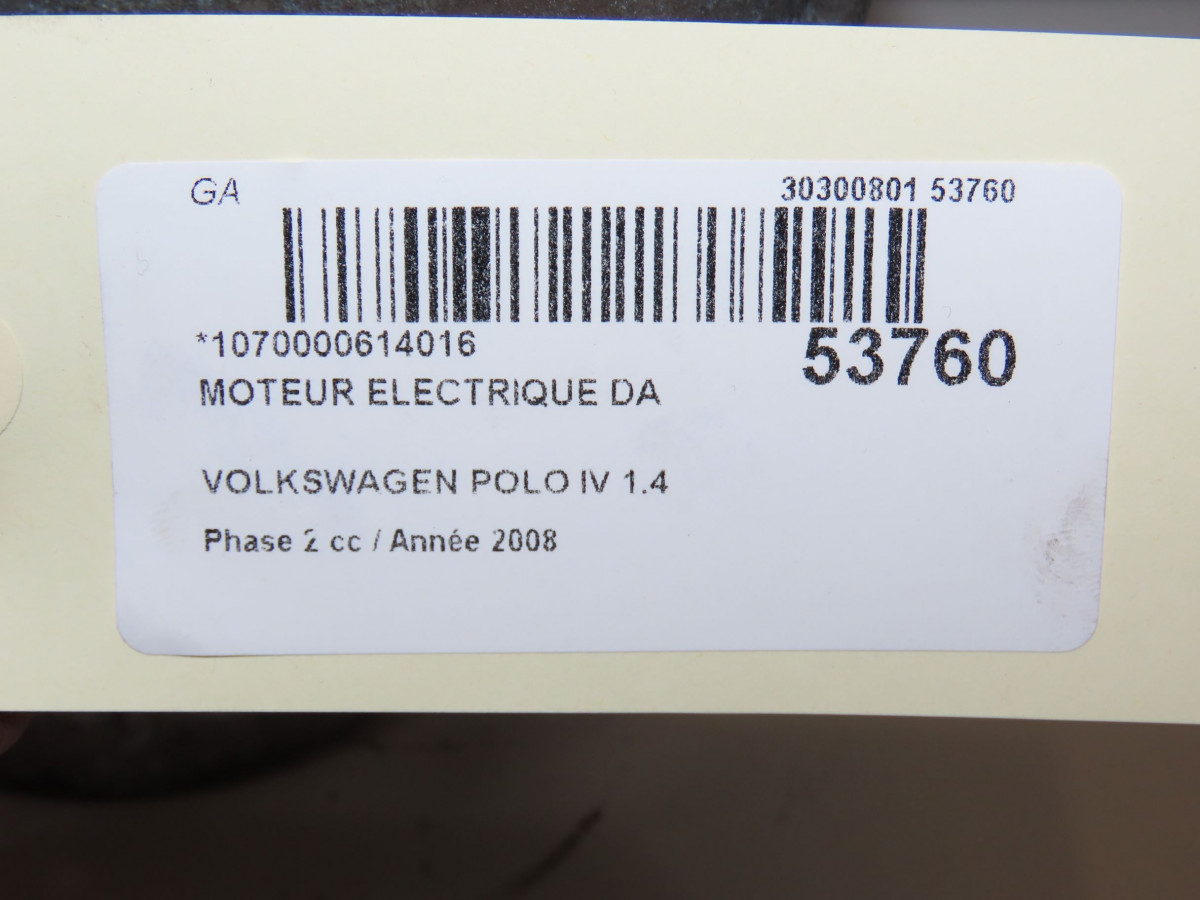 GA 30300801 53760
*1070000614016 53760
MOTEUR ELECTRIQUE DA
VOLKSWAGEN POLO IV 1.4
Phase 2 cc / Année 2008